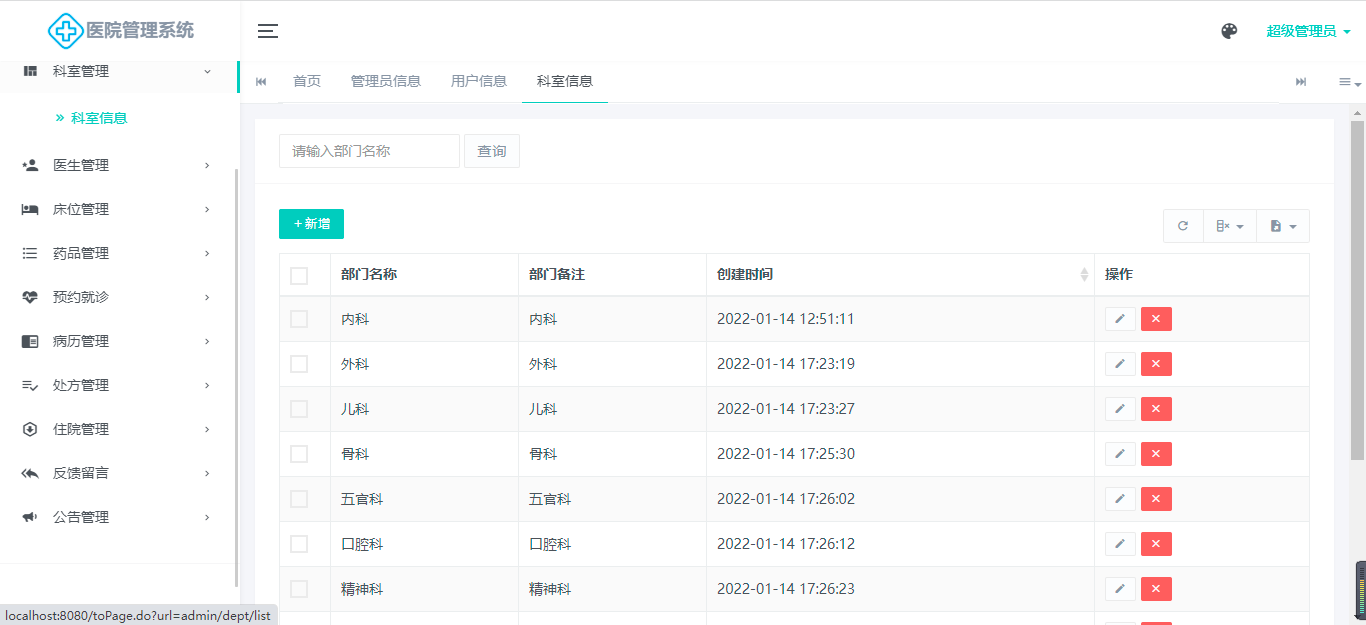 医院管理系统
超级管理员
科室管理
科室信息
医生管理
床位管理
药品管理
预约就诊
病历管理
处方管理
住院管理
反馈留言
公告管理
首页 管理员信息 用户信息 科室信息
请输入部门名称 查询
+ 新增
部门名称 部门备注 创建时间 操作
内科 内科 2022-01-14 12:51:11
外科 外科 2022-01-14 17:23:19
儿科 儿科 2022-01-14 17:23:27
骨科 骨科 2022-01-14 17:25:30
五官科 五官科 2022-01-14 17:26:02
口腔科 口腔科 2022-01-14 17:26:12
精神科 精神科 2022-01-14 17:26:23
localhost:8080/toPage.do?url=admin/dept/list